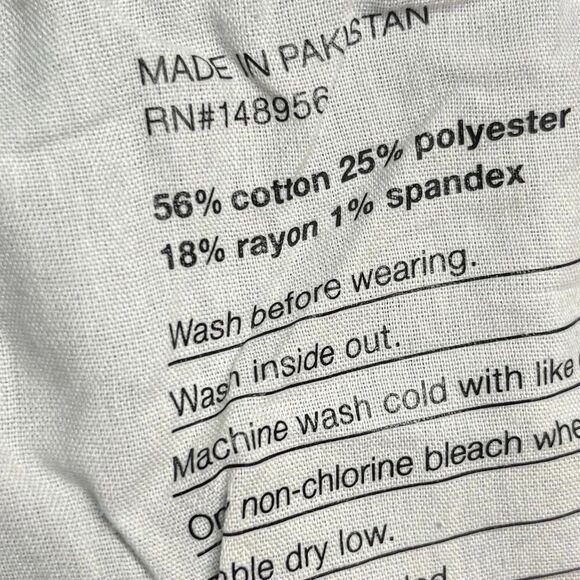 MADE IN PAKISTAN
RN#148956
56% cotton 25% polyester
18% rayon 1% spandex
Wash before wearing.
Wash inside out.
Machine wash cold with like
non-chlorine bleach
dry low.